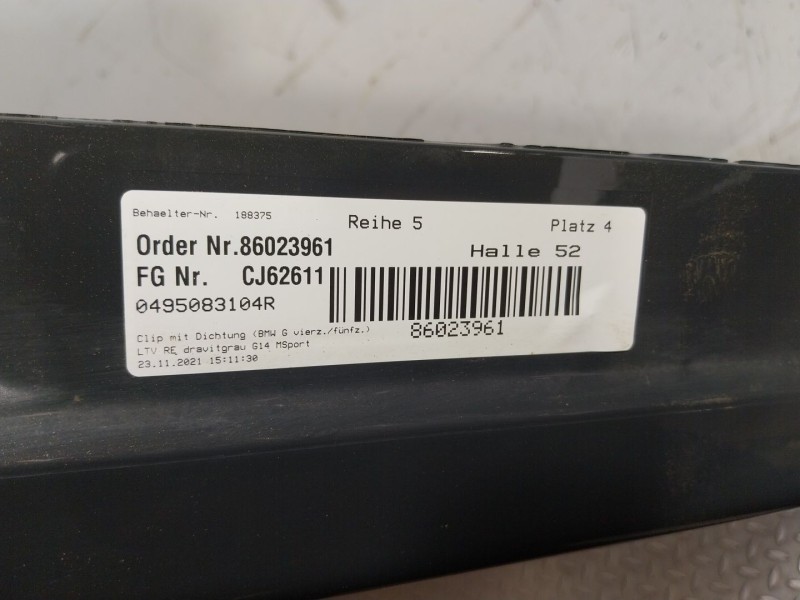 Behaelter-Nr. 188375
Reihe 5
Platz 4
Order Nr.86023961
Halle 52
FG Nr. CJ62611
0495083104R
86023961
Clip mit Dichtung (BMW G vierz./fünfz.)
LTV RE dravitgrau G14 MSport
23.11.2021 15:11:30